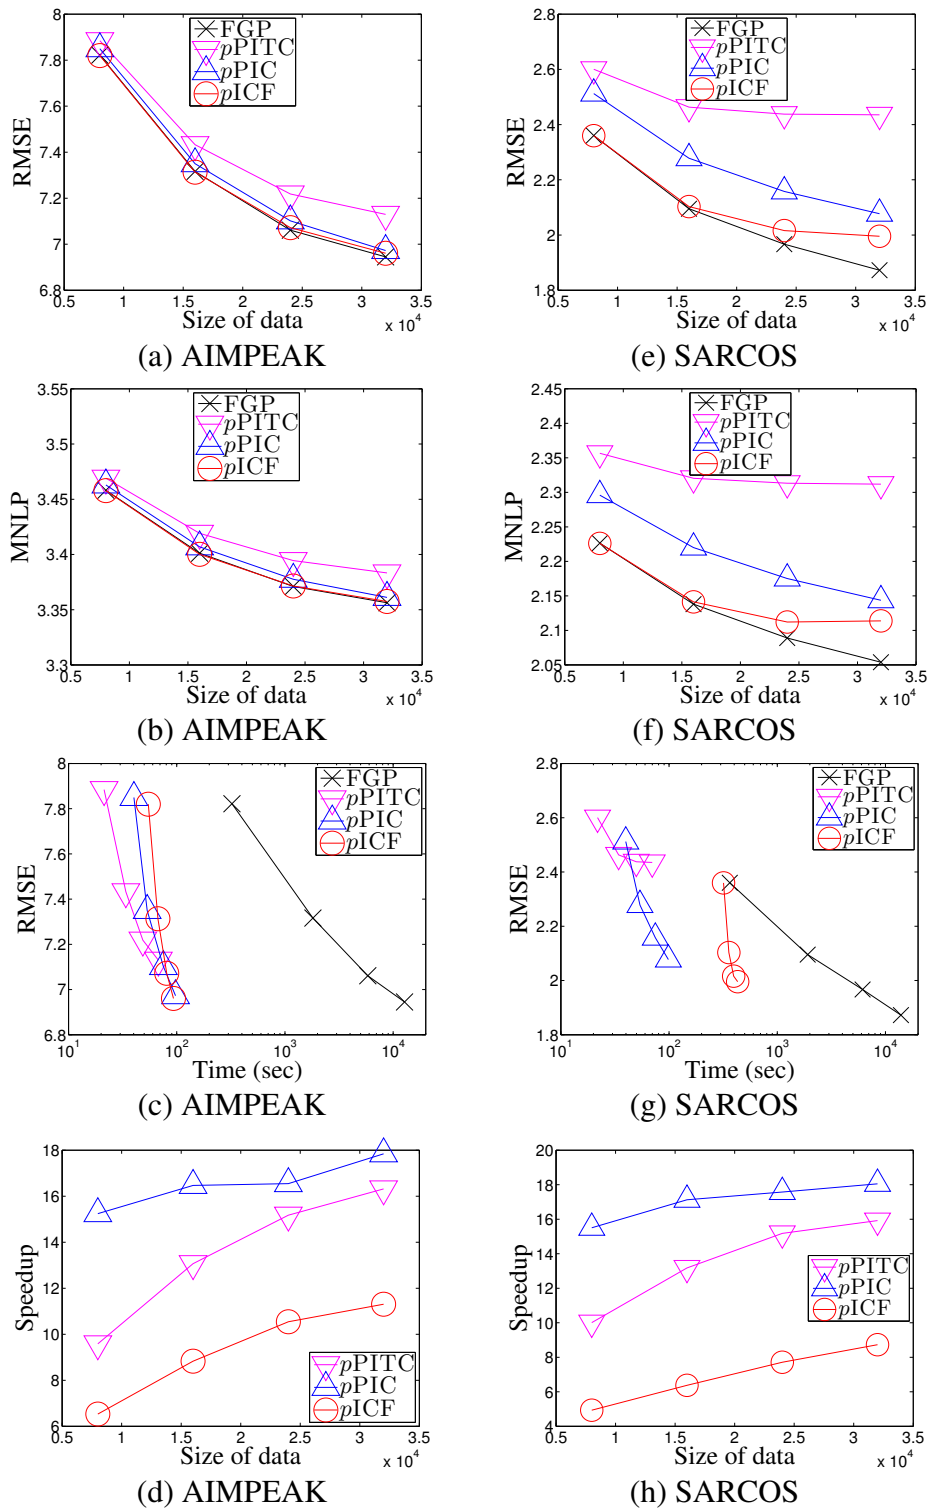 FGP
pPITC
pPIC
pICF
8
7.8
7.6
7.4
7.2
7
6.8
RMSE
0.5 1 1.5 2 2.5 3 3.5
Size of data
x 10^4
(a) AIMPEAK
FGP
pPITC
pPIC
pICF
2.8
2.6
2.4
2.2
2
1.8
RMSE
0.5 1 1.5 2 2.5 3 3.5
Size of data
x 10^4
(e) SARCOS
FGP
pPITC
pPIC
pICF
3.55
3.5
3.45
3.4
3.35
3.3
MNLP
0.5 1 1.5 2 2.5 3 3.5
Size of data
x 10^4
(b) AIMPEAK
FGP
pPITC
pPIC
pICF
2.45
2.4
2.35
2.3
2.25
2.2
2.15
2.1
2.05
MNLP
0.5 1 1.5 2 2.5 3 3.5
Size of data
x 10^4
(f) SARCOS
FGP
pPITC
pPIC
pICF
8
7.8
7.6
7.4
7.2
7
6.8
RMSE
10^1 10^2 10^3 10^4
Time (sec)
(c) AIMPEAK
FGP
pPITC
pPIC
pICF
2.8
2.6
2.4
2.2
2
1.8
RMSE
10^1 10^2 10^3 10^4
Time (sec)
(g) SARCOS
18
16
14
12
10
8
6
Speedup
pPITC
pPIC
pICF
0.5 1 1.5 2 2.5 3 3.5
Size of data
x 10^4
(d) AIMPEAK
20
18
16
14
12
10
8
6
4
Speedup
pPITC
pPIC
pICF
0.5 1 1.5 2 2.5 3 3.5
Size of data
x 10^4
(h) SARCOS